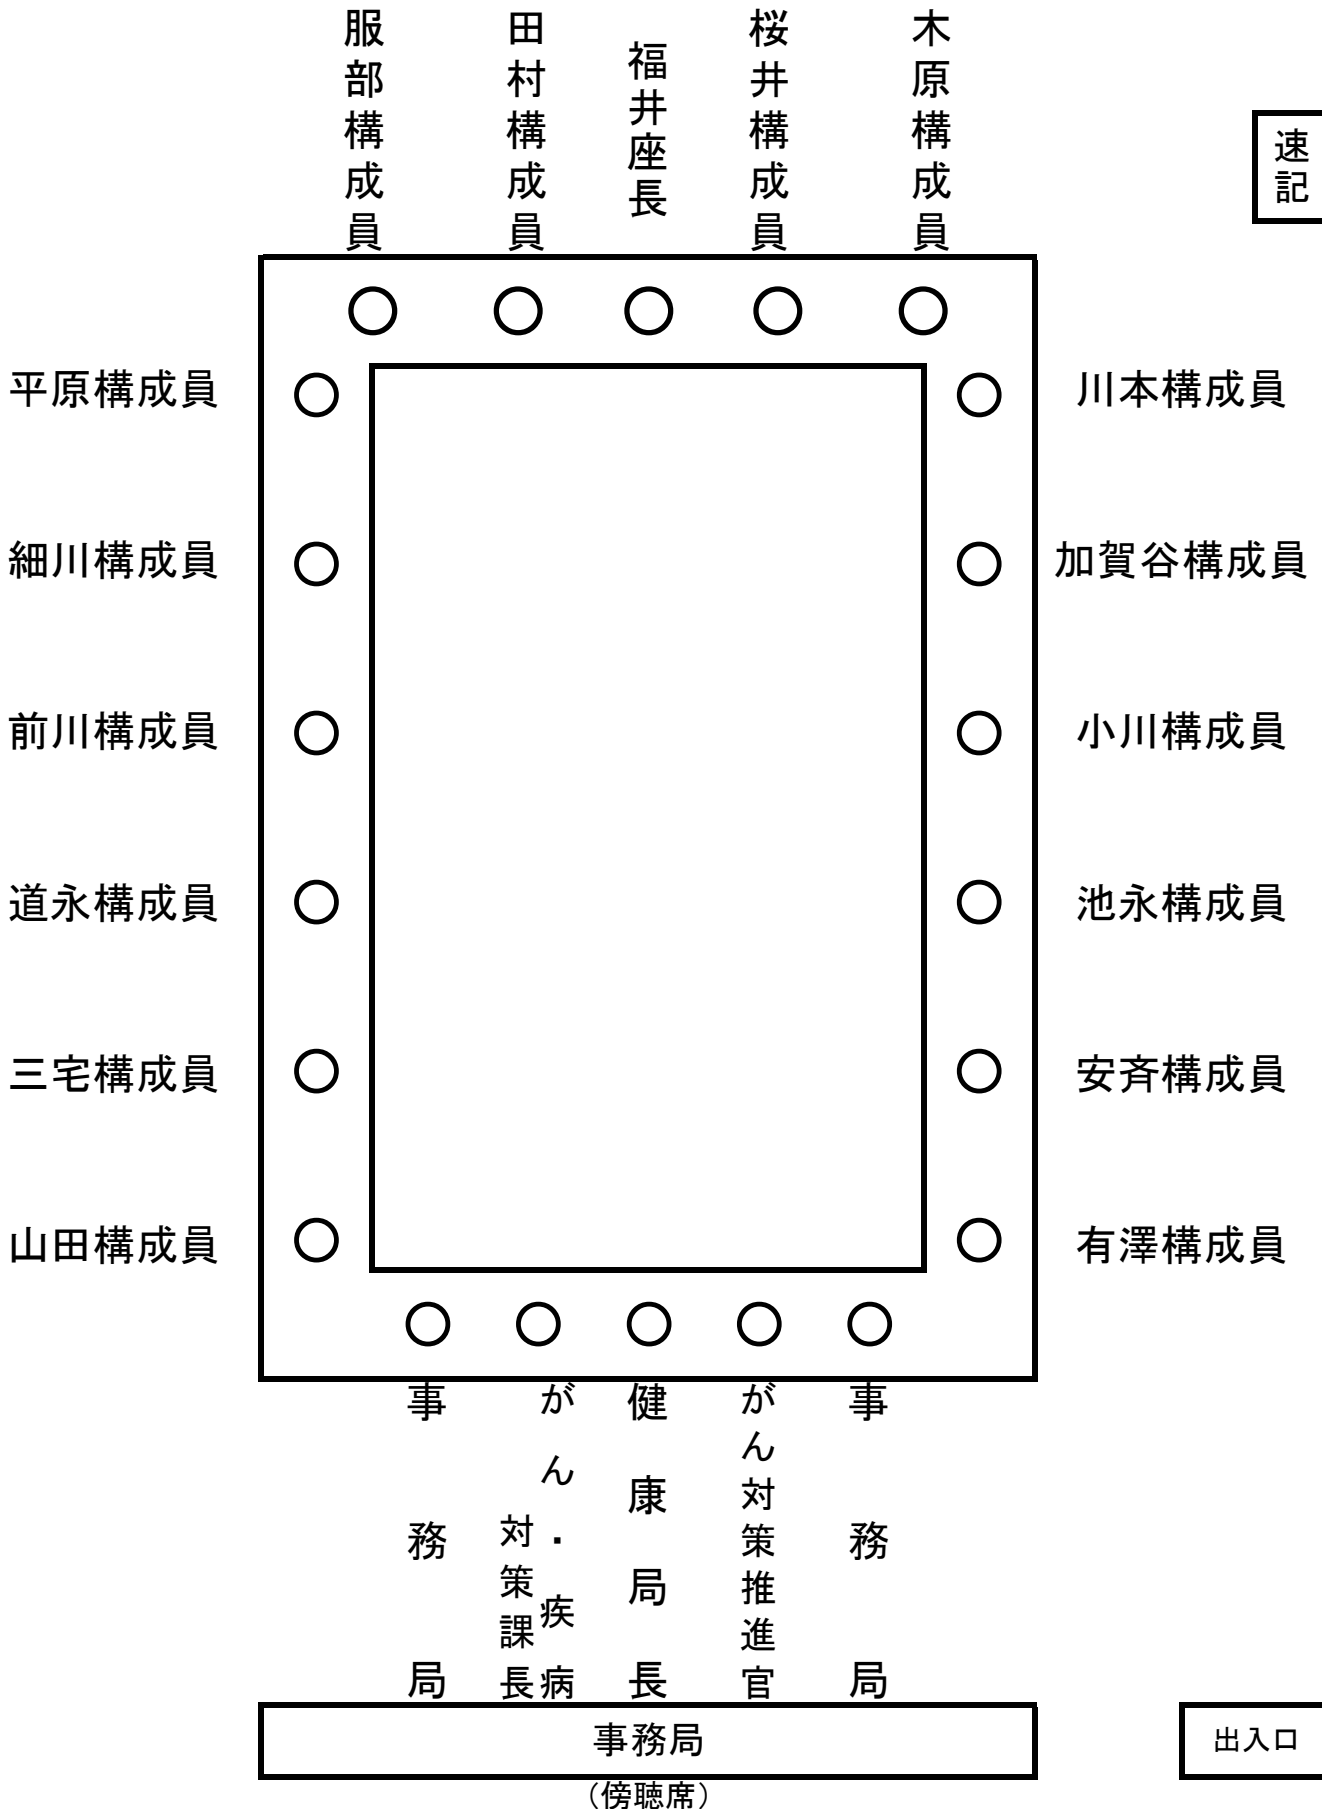 服部構成員
田村構成員
福井座長
桜井構成員
木原構成員
速記
平原構成員
川本構成員
細川構成員
加賀谷構成員
前川構成員
小川構成員
道永構成員
池永構成員
三宅構成員
安斉構成員
山田構成員
有澤構成員
事務局
がん・疾病
対策課長
健康局長
がん対策推進官
事務局
事務局
出入口
（傍聴席）